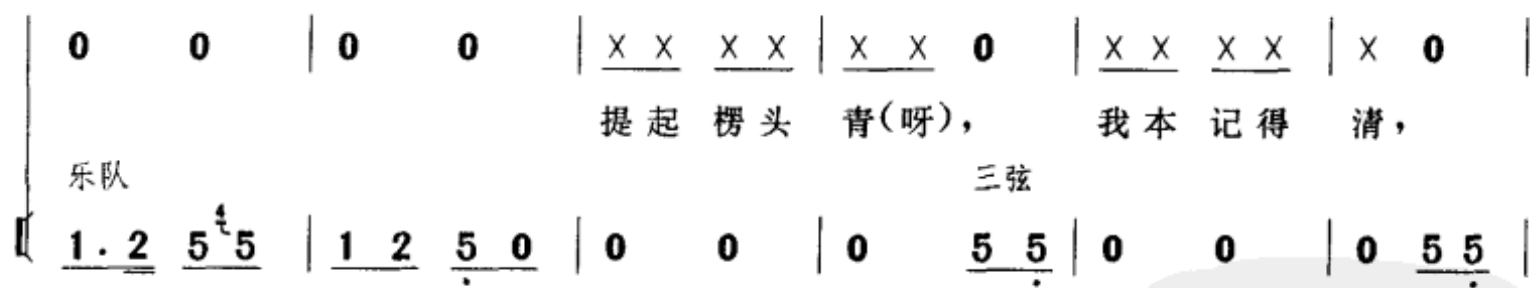 0 0 | 0 0 | X X X X | X X 0 | X X X X | X 0 |
提起 楞头 青(呀), 我本 记得 清,
乐队 三弦
1 . 2 5 4 5 | 1 2 5 0 | 0 0 | 0 5 5 | 0 0 | 0 5 5 |